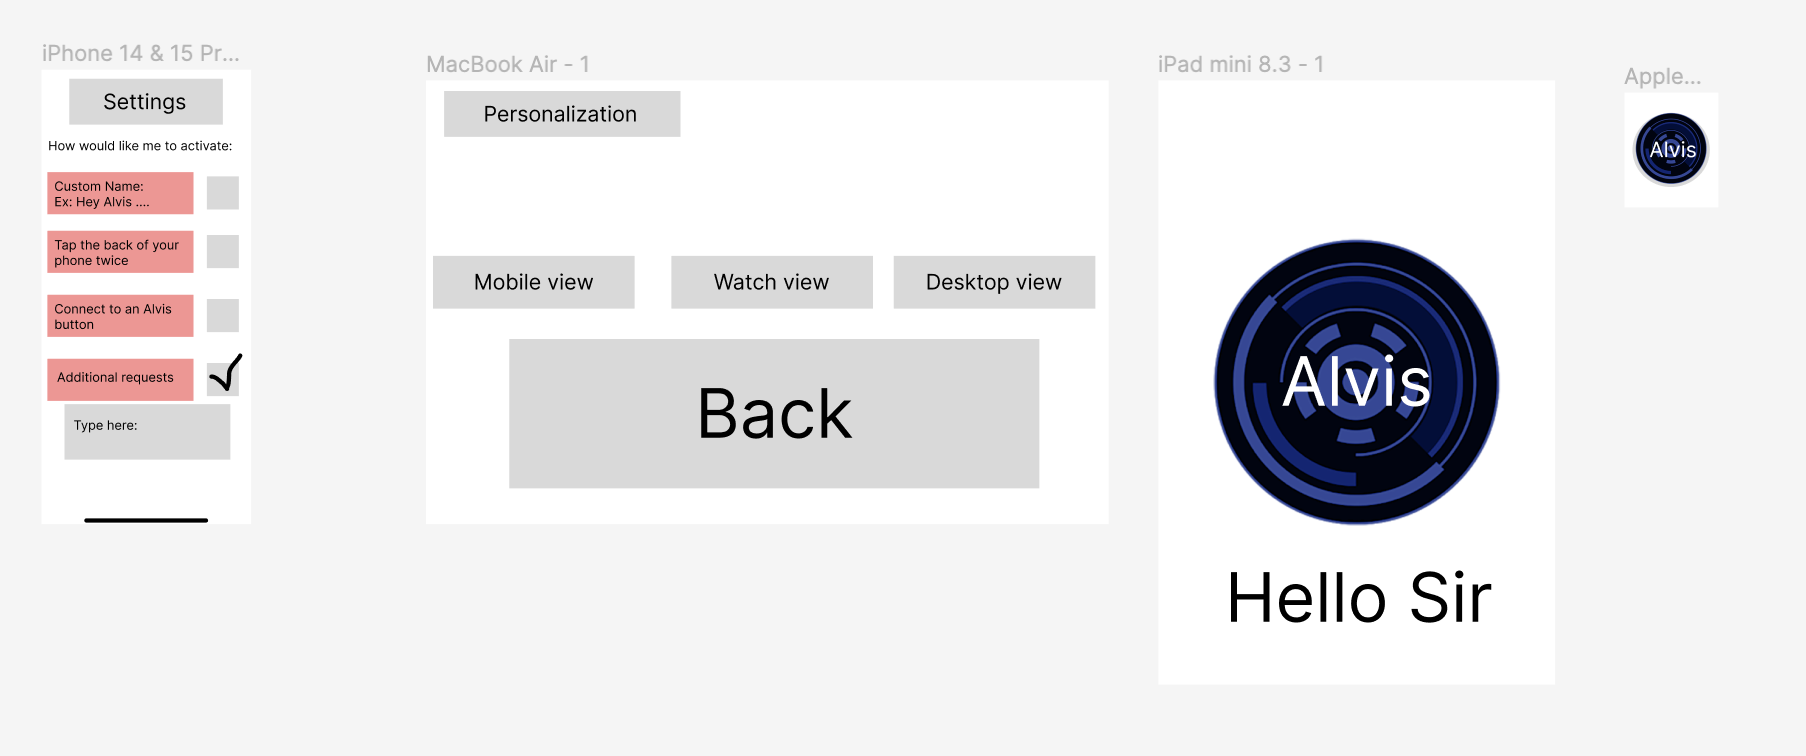 iPhone 14 & 15 Pr...
Settings
How would like me to activate:
Custom Name:
Ex: Hey Alvis ....
Tap the back of your
phone twice
Connect to an Alvis
button
Additional requests
Type here:
MacBook Air - 1
Personalization
Mobile view
Watch view
Desktop view
Back
iPad mini 8.3 - 1
Alvis
Hello Sir
Apple...
Alvis